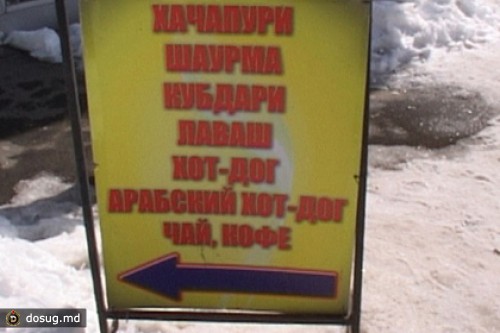 ХАЧАПУРИ
ШАУРМА
КУБДАРИ
ЛАВАШ
ХОТ-ДОГ
АРАБСКИЙ ХОТ-ДОГ
ЧАЙ, КОФЕ
dosug.md